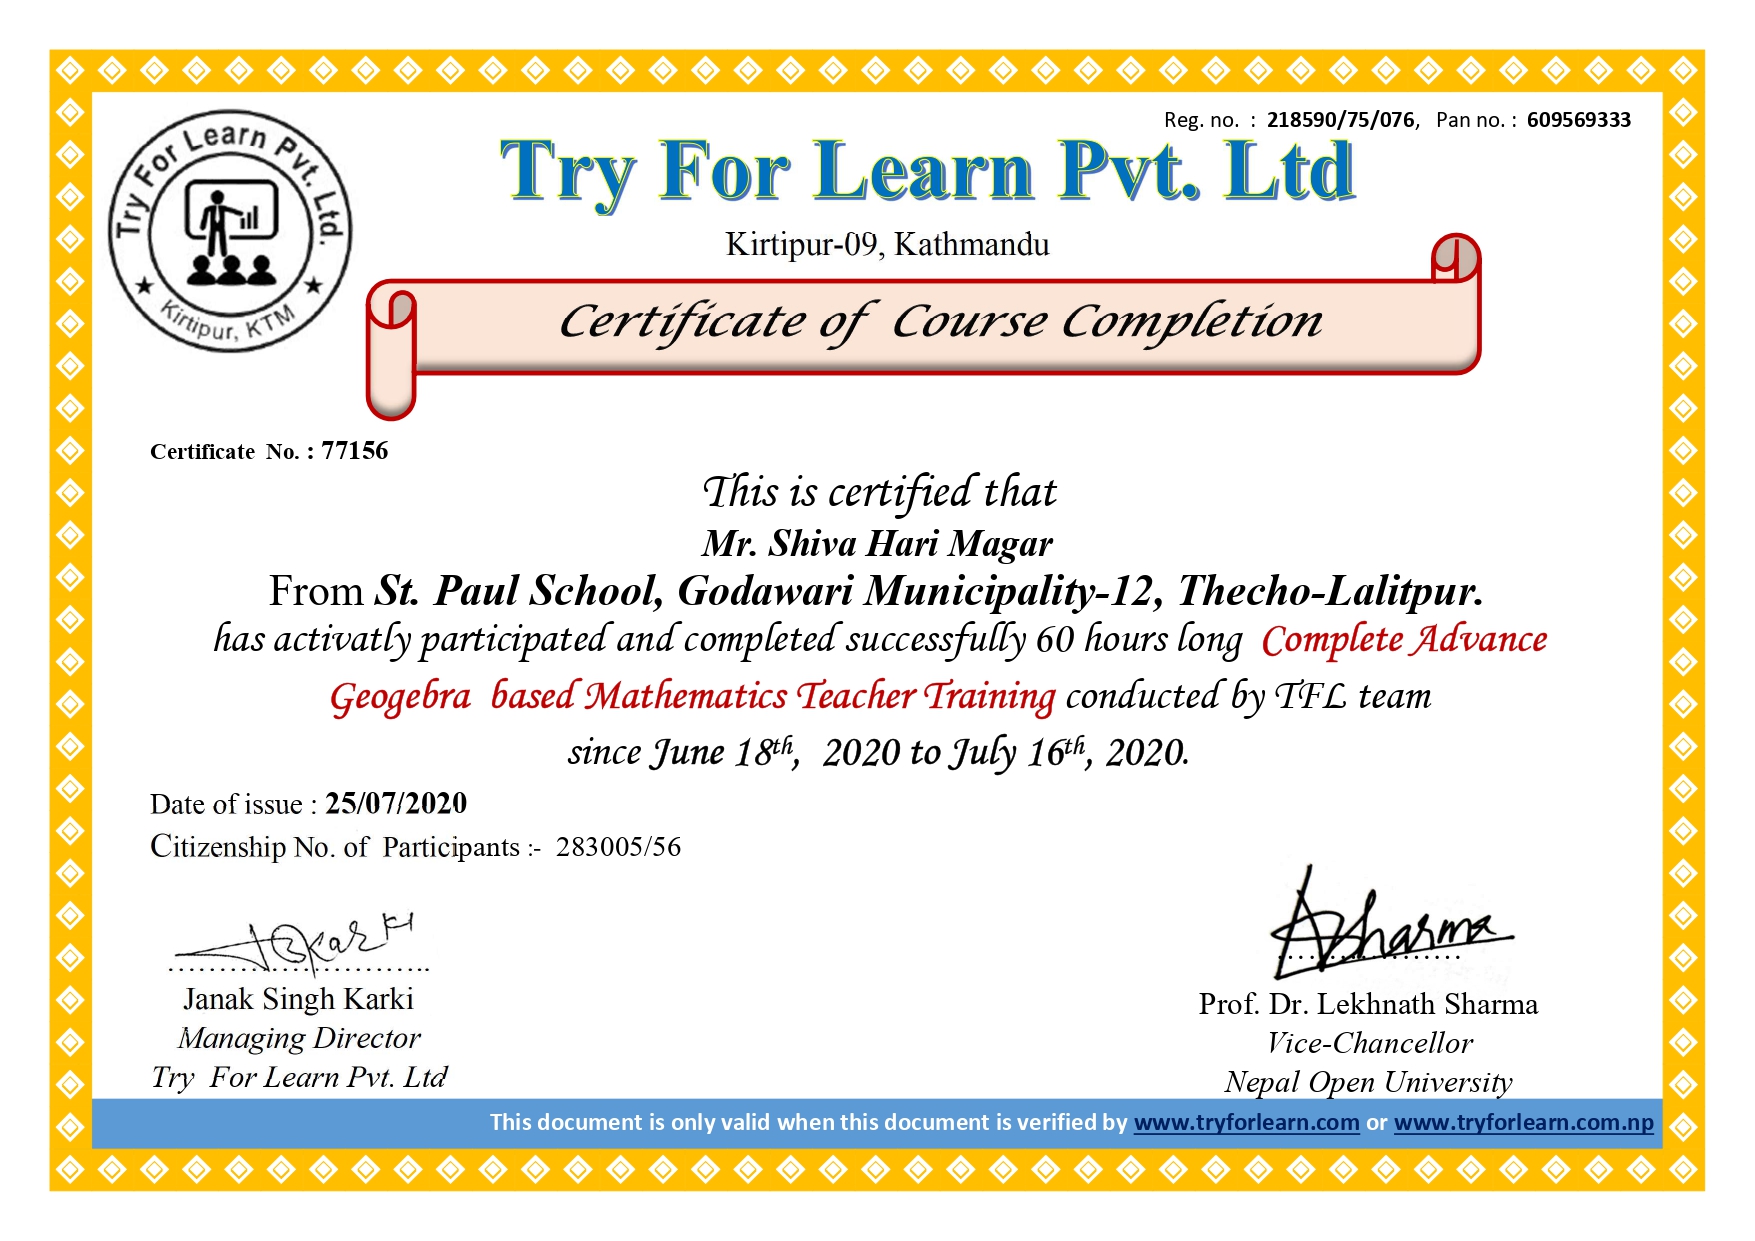 Reg. no. : 218590/75/076, Pan no. : 609569333
Try For Learn Pvt. Ltd.
Kirtipur, KTM
Try For Learn Pvt. Ltd
Kirtipur-09, Kathmandu
Certificate of Course Completion
Certificate No. : 77156
This is certified that
Mr. Shiva Hari Magar
From St. Paul School, Godawari Municipality-12, Thecho-Lalitpur.
has activatly participated and completed successfully 60 hours long Complete Advance
Geogebra based Mathematics Teacher Training conducted by TFL team
since June 18th, 2020 to July 16th, 2020.
Date of issue : 25/07/2020
Citizenship No. of Participants :- 283005/56
Janak Singh Karki
Managing Director
Try For Learn Pvt. Ltd
Prof. Dr. Lekhnath Sharma
Vice-Chancellor
Nepal Open University
This document is only valid when this document is verified by www.tryforlearn.com or www.tryforlearn.com.np